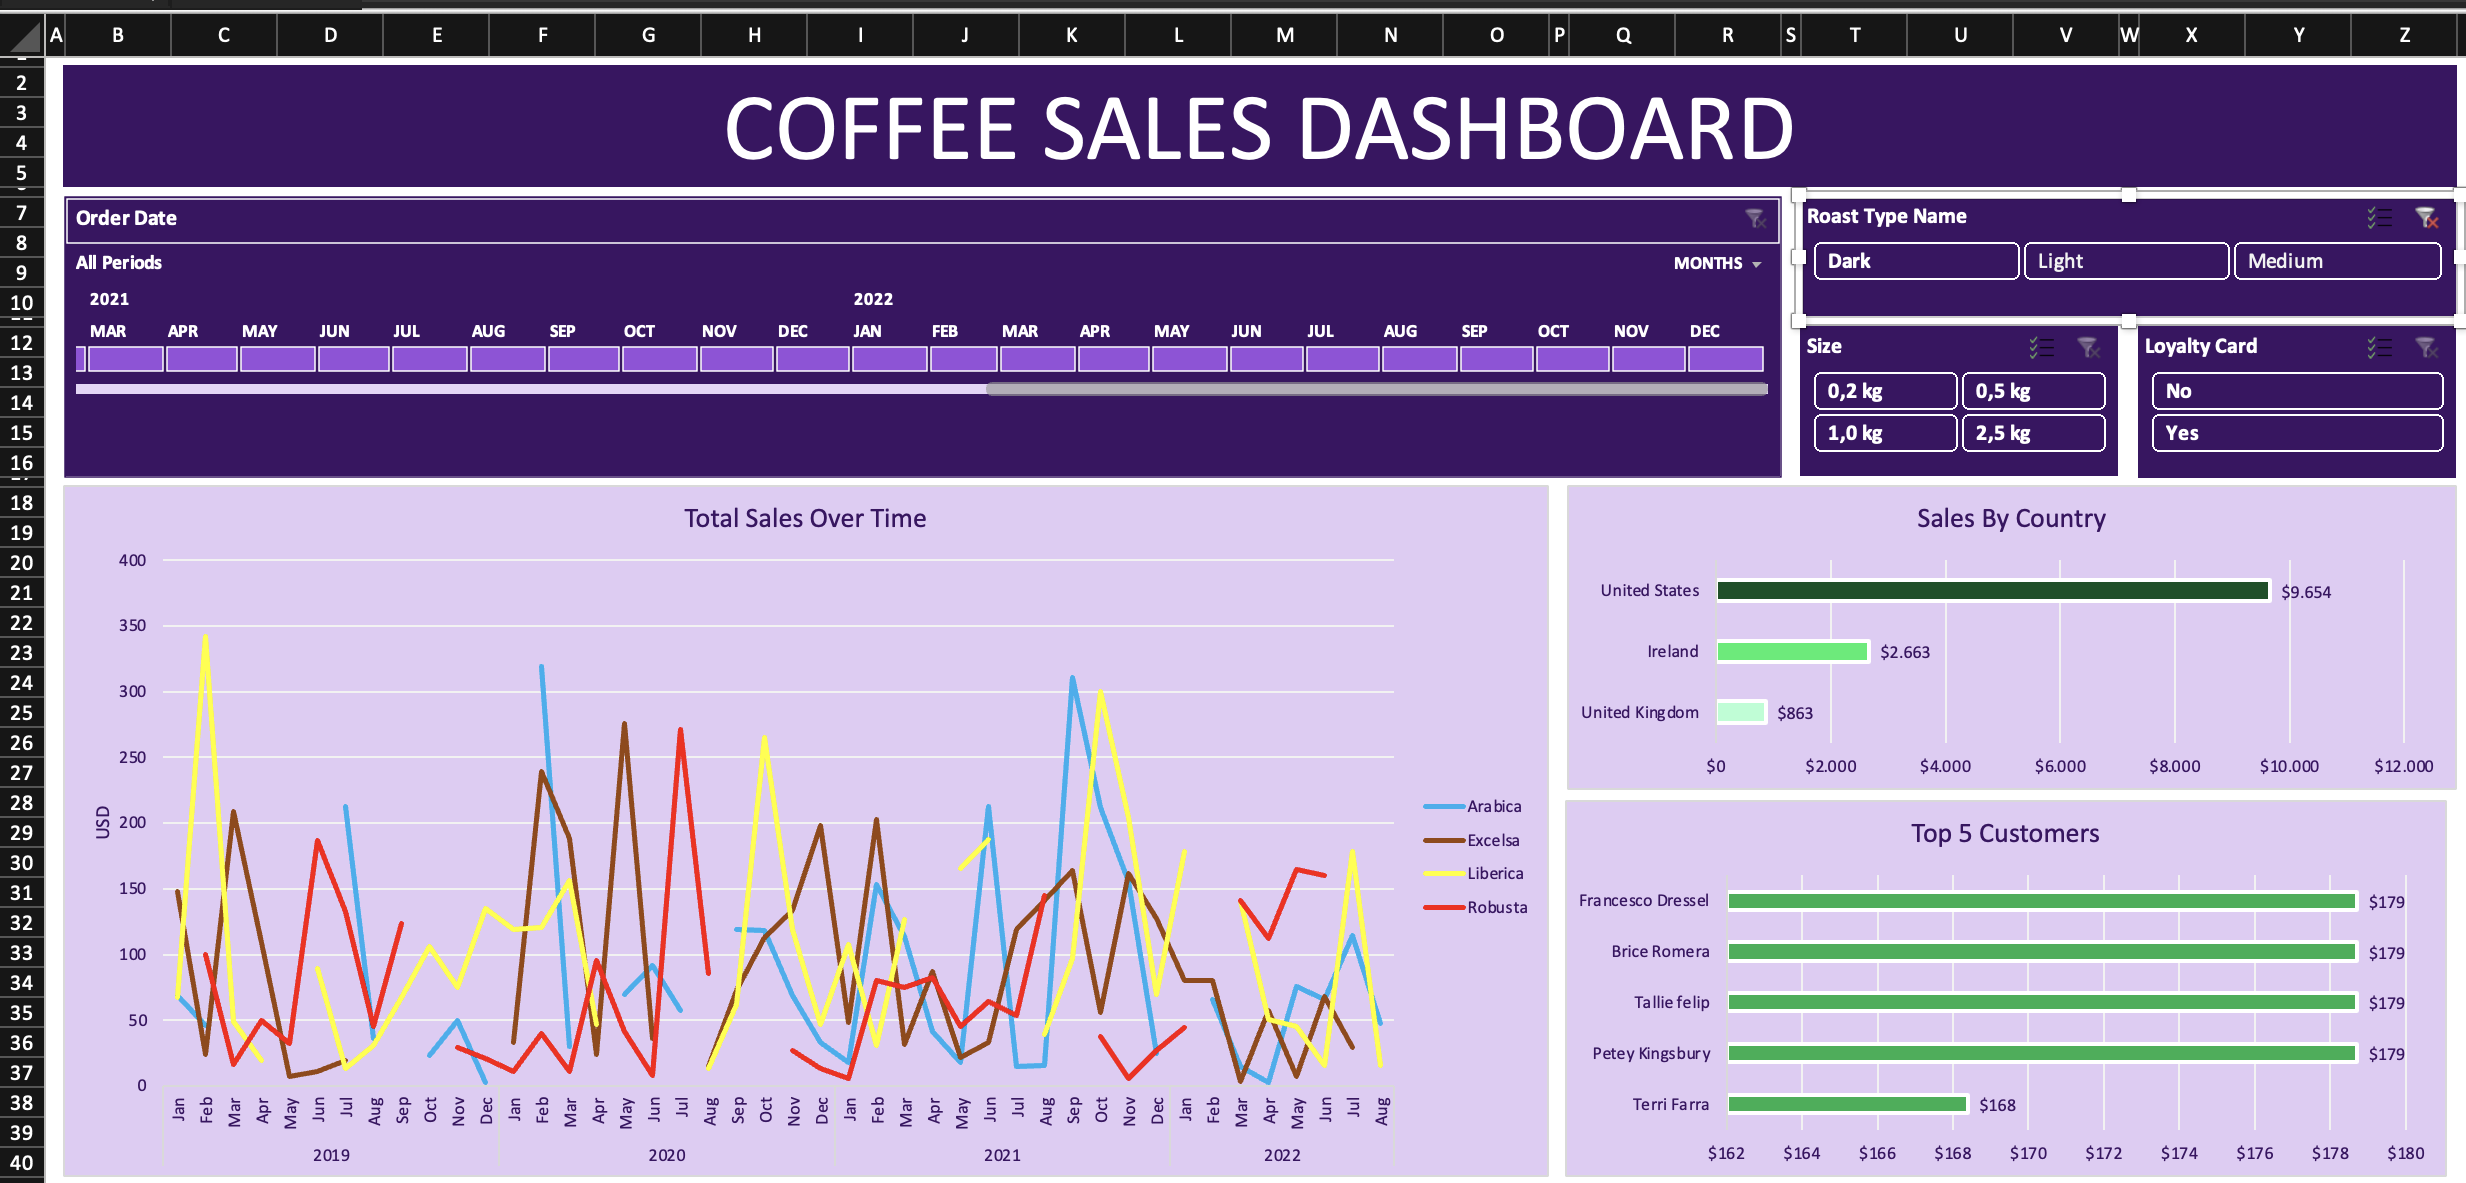 A B C D E F G H I J K L M N O P Q R S T U V W X Y Z
2
3
4
5
7
8
9
10
12
13
14
15
16
18
19
20
21
22
23
24
25
26
27
28
29
30
31
32
33
34
35
36
37
38
39
40
COFFEE SALES DASHBOARD
Order Date
All Periods MONTHS
2021 2022
MAR APR MAY JUN JUL AUG SEP OCT NOV DEC JAN FEB MAR APR MAY JUN JUL AUG SEP OCT NOV DEC
Roast Type Name
Dark Light Medium
Size
0,2 kg 0,5 kg
1,0 kg 2,5 kg
Loyalty Card
No
Yes
Total Sales Over Time
USD
400
350
300
250
200
150
100
50
0
Jan Feb Mar Apr May Jun Jul Aug Sep Oct Nov Dec Jan Feb Mar Apr May Jun Jul Aug Sep Oct Nov Dec Jan Feb Mar Apr May Jun Jul Aug Sep Oct Nov Dec Jan Feb Mar Apr May Jun Jul Aug
2019 2020 2021 2022
Arabica
Excelsa
Liberica
Robusta
Sales By Country
United States $9.654
Ireland $2.663
United Kingdom $863
$0 $2.000 $4.000 $6.000 $8.000 $10.000 $12.000
Top 5 Customers
Francesco Dressel $179
Brice Romera $179
Tallie felip $179
Petey Kingsbury $179
Terri Farra $168
$162 $164 $166 $168 $170 $172 $174 $176 $178 $180